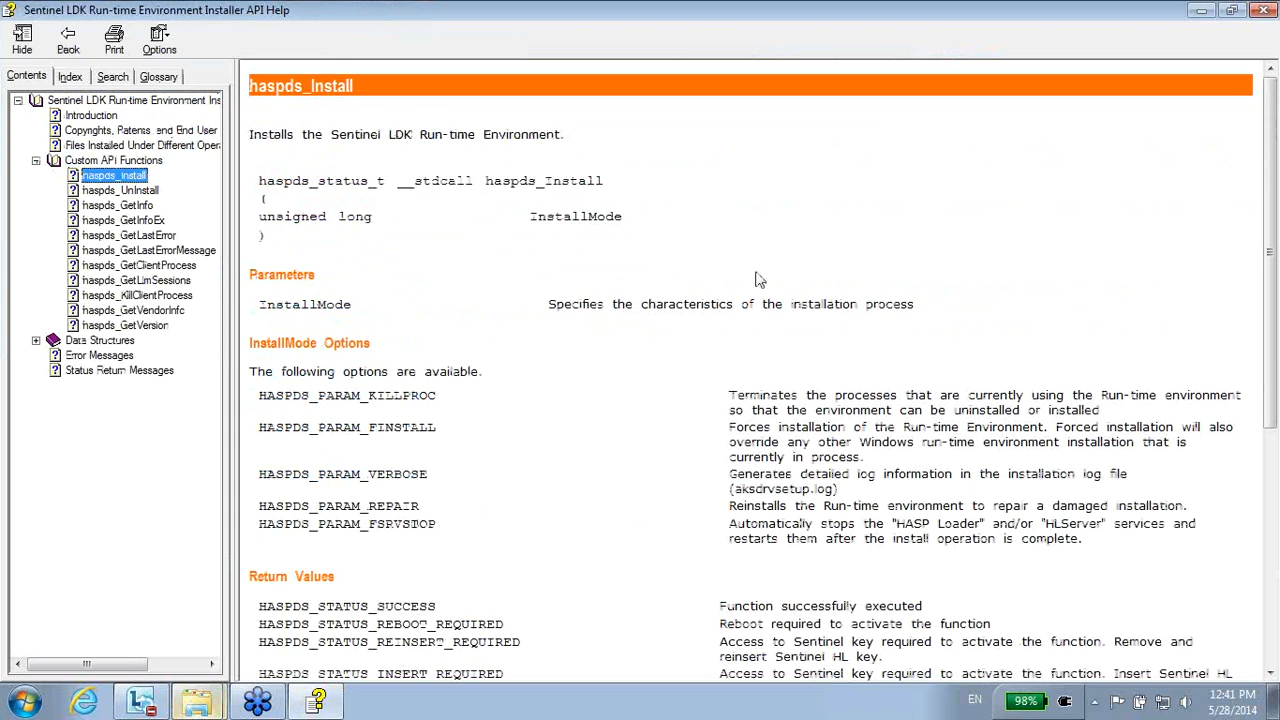 Sentinel LDK Run-time Environment Installer API Help
Hide Back Print Options
Contents Index Search Glossary
Sentinel LDK Run-time Environment Ins
Introduction
Copyrights, Patents and End User
Files Installed Under Different Oper
Custom API Functions
haspds_Install
haspds_UnInstall
haspds_GetInfo
haspds_GetInfoEx
haspds_GetLastError
haspds_GetLastErrorMessage
haspds_GetClientProcess
haspds_GetLlmSessions
haspds_KillClientProcess
haspds_GetVendorInfo
haspds_GetVersion
Data Structures
Error Messages
Status Return Messages
haspds_Install
Installs the Sentinel LDK Run-time Environment.
haspds_status_t __stdcall haspds_Install
(
unsigned long InstallMode
)
Parameters
InstallMode Specifies the characteristics of the installation process
InstallMode Options
The following options are available.
HASPDS_PARAM_KILLPROC Terminates the processes that are currently using the Run-time environment
so that the environment can be uninstalled or installed
HASPDS_PARAM_FINSTALL Forces installation of the Run-time Environment. Forced installation will also
override any other Windows run-time environment installation that is
currently in process.
HASPDS_PARAM_VERBOSE Generates detailed log information in the installation log file
(aksdrvsetup.log)
HASPDS_PARAM_REPAIR Reinstalls the Run-time environment to repair a damaged installation.
HASPDS_PARAM_FSRVSTOP Automatically stops the "HASP Loader" and/or "HLServer" services and
restarts them after the install operation is complete.
Return Values
HASPDS_STATUS_SUCCESS Function successfully executed
HASPDS_STATUS_REBOOT_REQUIRED Reboot required to activate the function
HASPDS_STATUS_REINSERT_REQUIRED Access to Sentinel key required to activate the function. Remove and
reinsert Sentinel HL key.
HASPDS_STATUS_INSERT_REQUIRED Access to Sentinel key required to activate the function. Insert Sentinel HL
EN 98% 12:41 PM
5/28/2014